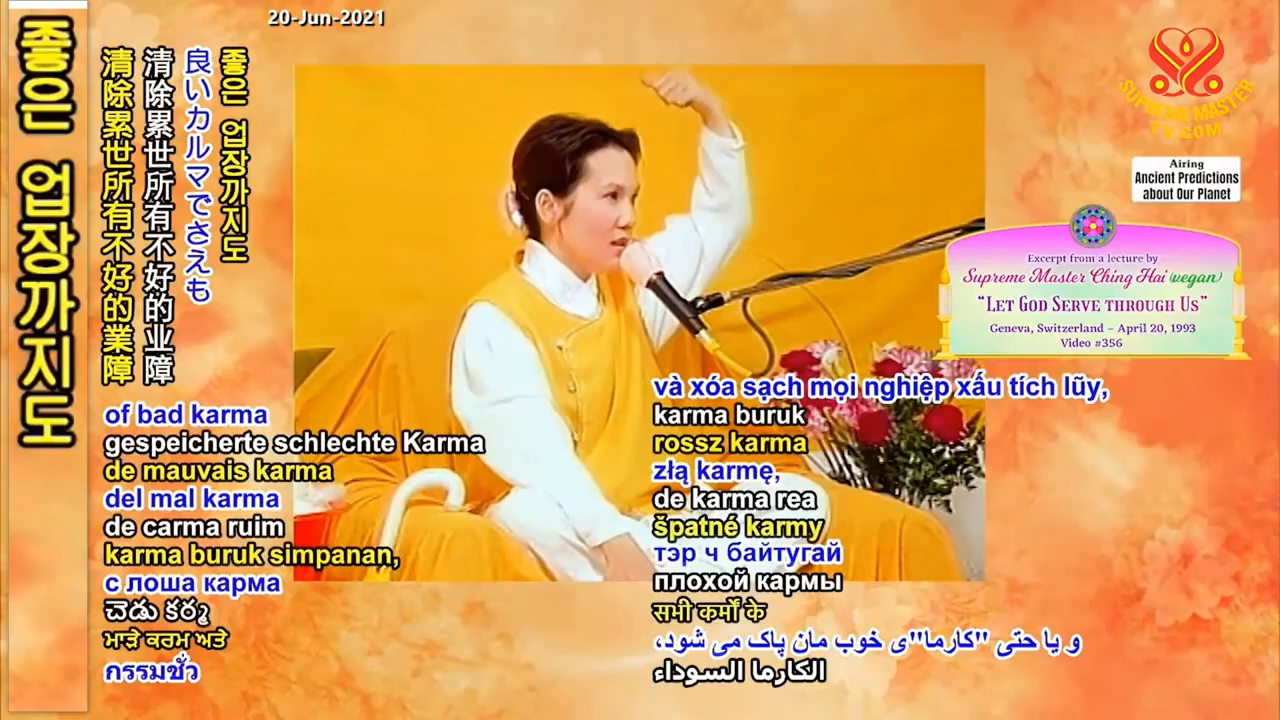 20-Jun-2021
좋은 업장까지도
좋은 업장까지도
良いカルマでさえも
清除累世所有不好的业障
清除累世所有不好的業障
SUPREME MASTER
TV.COM
Airing
Ancient Predictions
about Our Planet
Excerpt from a lecture by
Supreme Master Ching Hai (vegan)
“LET GOD SERVE THROUGH US”
Geneva, Switzerland – April 20, 1993
Video #356
of bad karma
gespeicherte schlechte Karma
de mauvais karma
del mal karma
de carma ruim
karma buruk simpanan,
с лоша карма
చెడు కర్మ
ਮਾੜੇ ਕਰਮ ਅਤੇ
กรรมชั่ว
và xóa sạch mọi nghiệp xấu tích lũy,
karma buruk
rossz karma
złą karmę,
de karma rea
špatné karmy
тэр ч байтугай
плохой кармы
सभी कर्मों के
و یا حتی "کارما"ی خوب مان پاک می شود،
الكارما السوداء